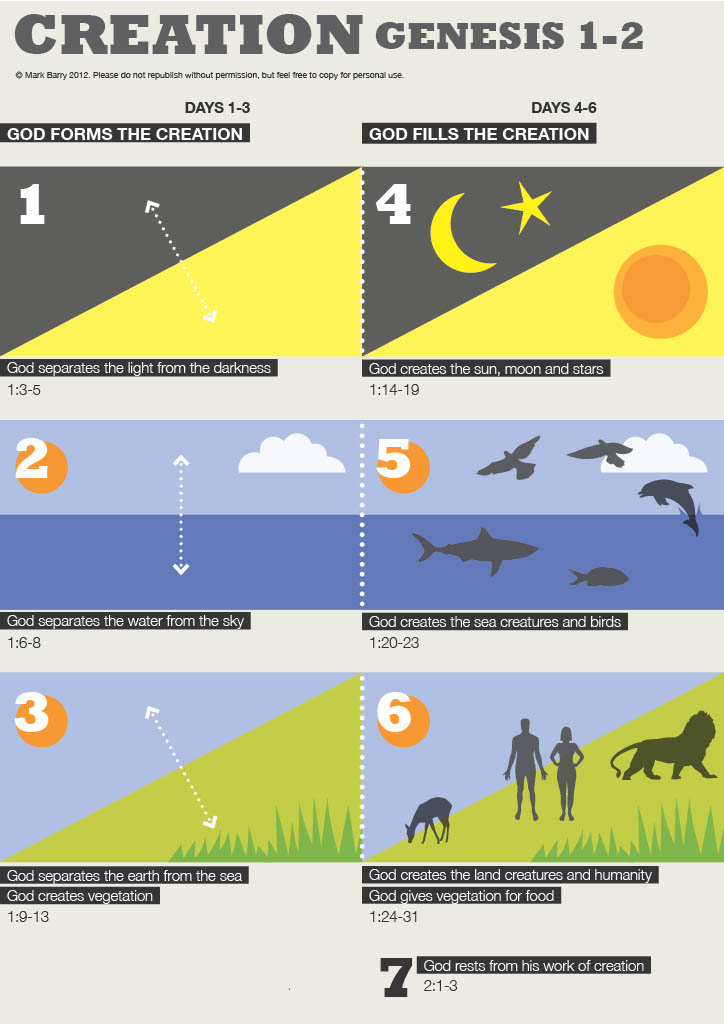 CREATION GENESIS 1-2
© Mark Barry 2012. Please do not republish without permission, but feel free to copy for personal use.
DAYS 1-3
GOD FORMS THE CREATION
DAYS 4-6
GOD FILLS THE CREATION
1
God separates the light from the darkness
1:3-5
4
God creates the sun, moon and stars
1:14-19
2
God separates the water from the sky
1:6-8
5
God creates the sea creatures and birds
1:20-23
3
God separates the earth from the sea
God creates vegetation
1:9-13
6
God creates the land creatures and humanity
God gives vegetation for food
1:24-31
7
God rests from his work of creation
2:1-3